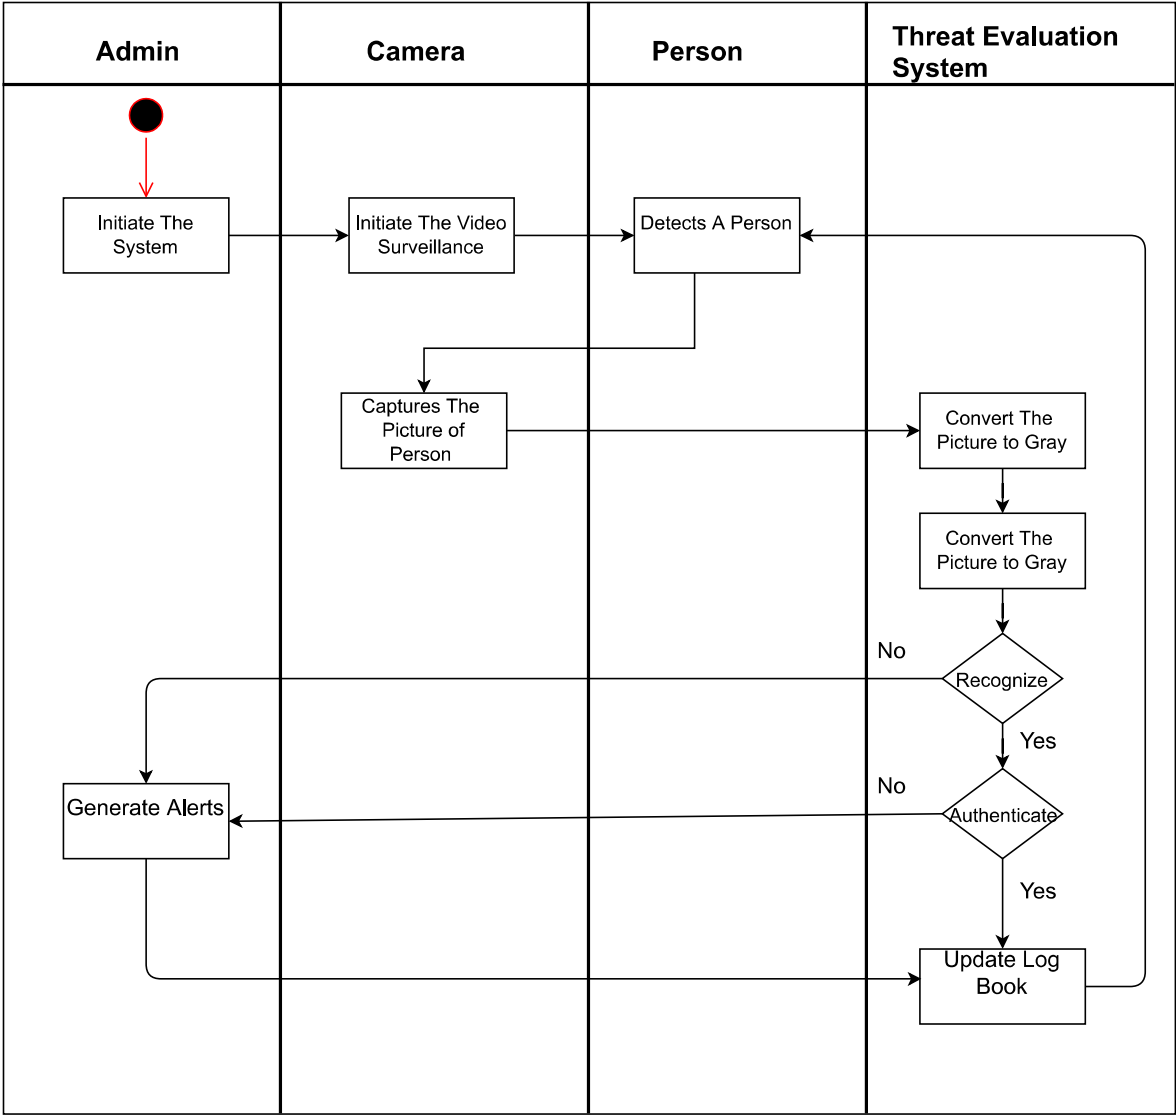 Admin
Camera
Person
Threat Evaluation
System
Initiate The
System
Initiate The Video
Surveillance
Detects A Person
Captures The
Picture of
Person
Convert The
Picture to Gray
Convert The
Picture to Gray
No
Recognize
Yes
Generate Alerts
No
Authenticate
Yes
Update Log
Book